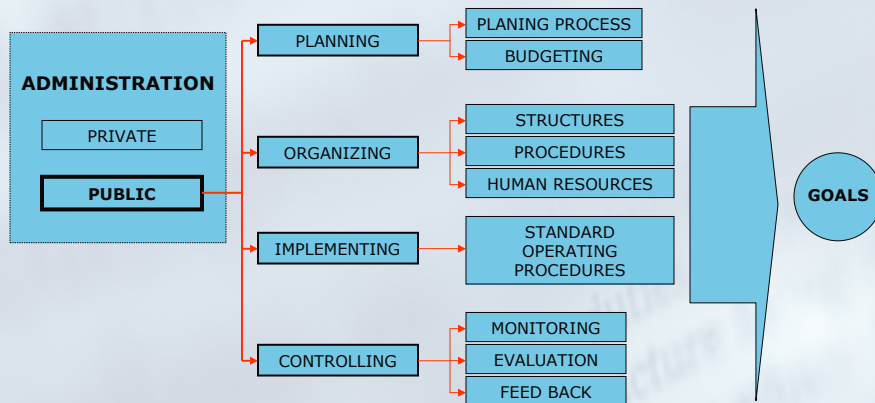 ADMINISTRATION
PRIVATE
PUBLIC
PLANNING
PLANING PROCESS
BUDGETING
ORGANIZING
STRUCTURES
PROCEDURES
HUMAN RESOURCES
IMPLEMENTING
STANDARD
OPERATING
PROCEDURES
CONTROLLING
MONITORING
EVALUATION
FEED BACK
GOALS